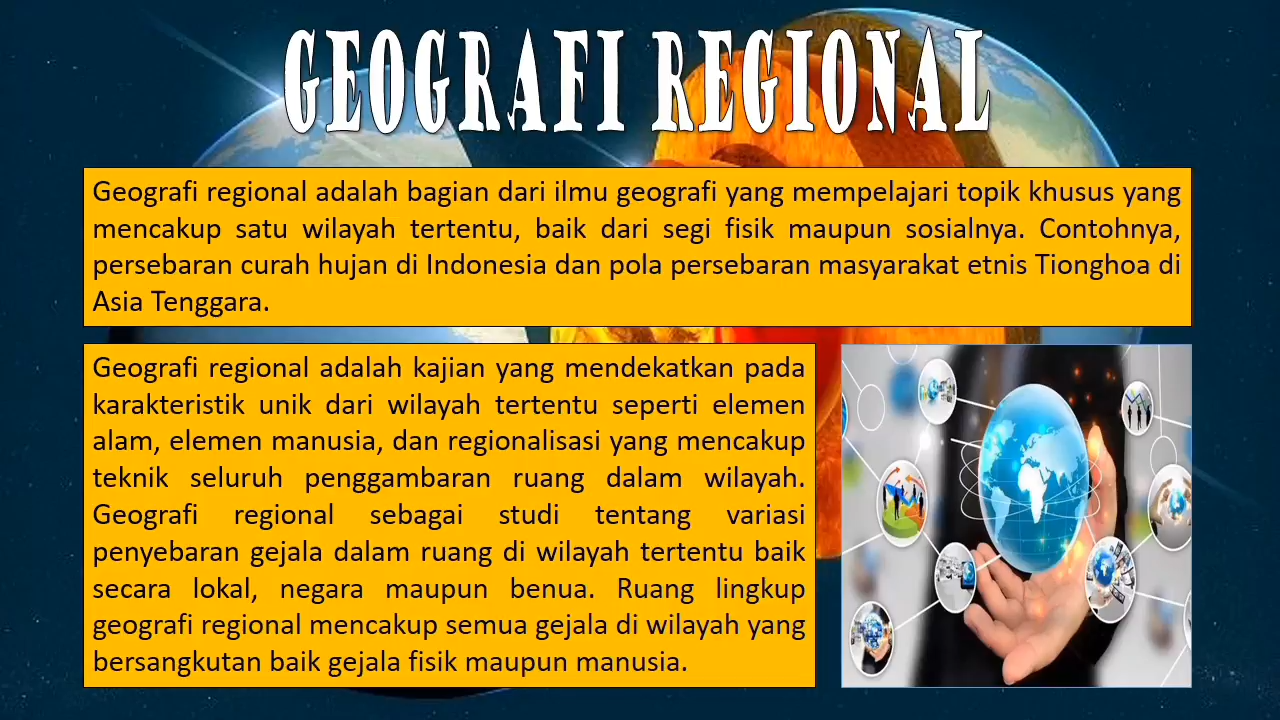 GEOGRAFI REGIONAL
Geografi regional adalah bagian dari ilmu geografi yang mempelajari topik khusus yang
mencakup satu wilayah tertentu, baik dari segi fisik maupun sosialnya. Contohnya,
persebaran curah hujan di Indonesia dan pola persebaran masyarakat etnis Tionghoa di
Asia Tenggara.
Geografi regional adalah kajian yang mendekatkan pada
karakteristik unik dari wilayah tertentu seperti elemen
alam, elemen manusia, dan regionalisasi yang mencakup
teknik seluruh penggambaran ruang dalam wilayah.
Geografi regional sebagai studi tentang variasi
penyebaran gejala dalam ruang di wilayah tertentu baik
secara lokal, negara maupun benua. Ruang lingkup
geografi regional mencakup semua gejala di wilayah yang
bersangkutan baik gejala fisik maupun manusia.